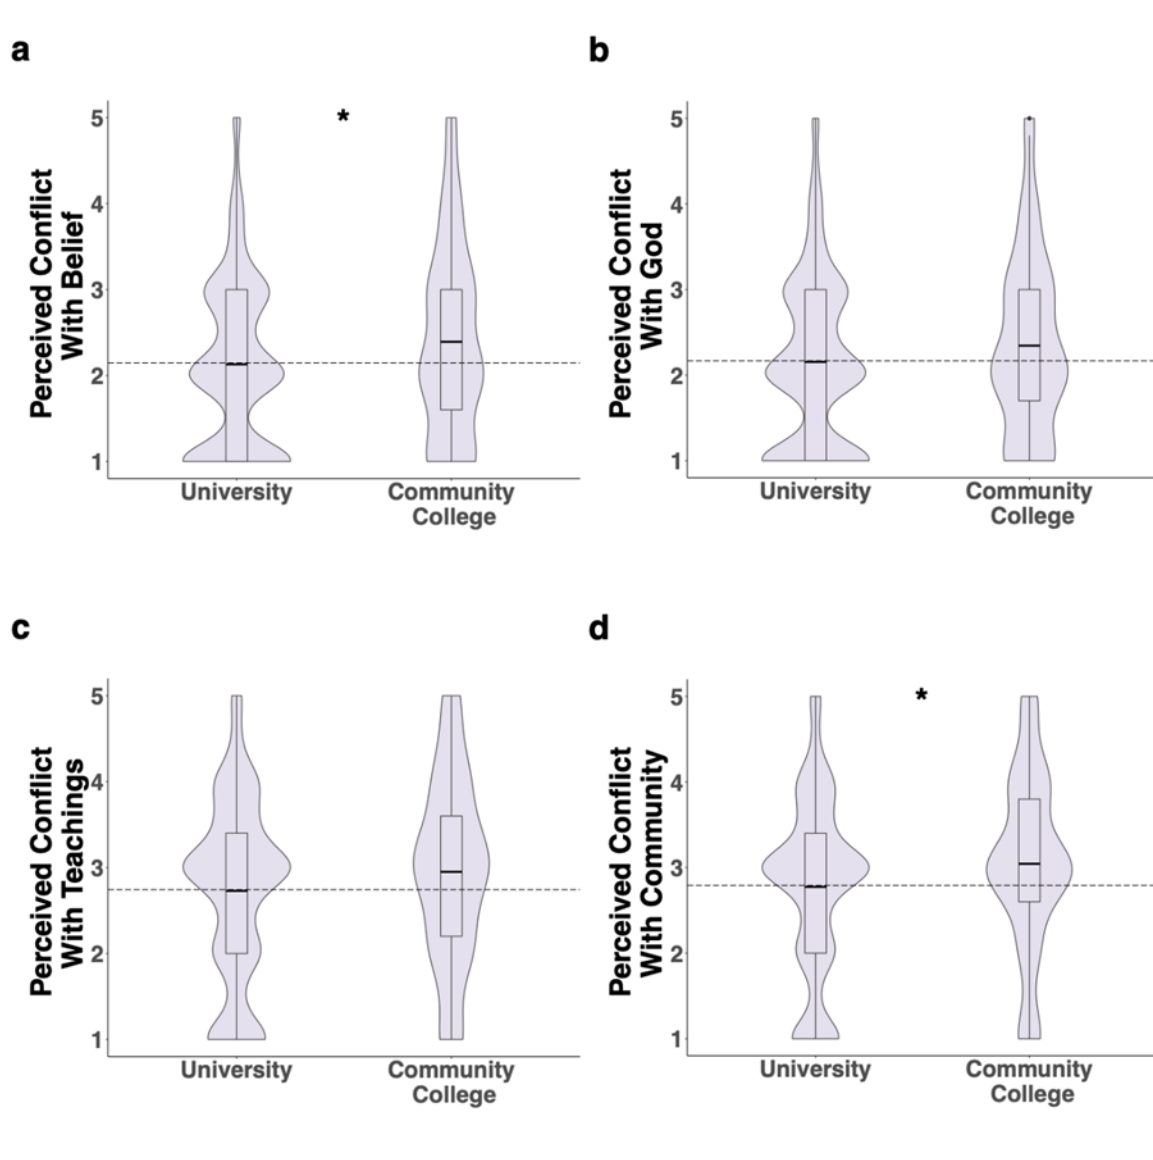 a
Perceived Conflict
With Belief
5
4
3
2
1
*
University
Community
College
b
Perceived Conflict
With God
5
4
3
2
1
University
Community
College
c
Perceived Conflict
With Teachings
5
4
3
2
1
University
Community
College
d
Perceived Conflict
With Community
5
4
3
2
1
*
University
Community
College